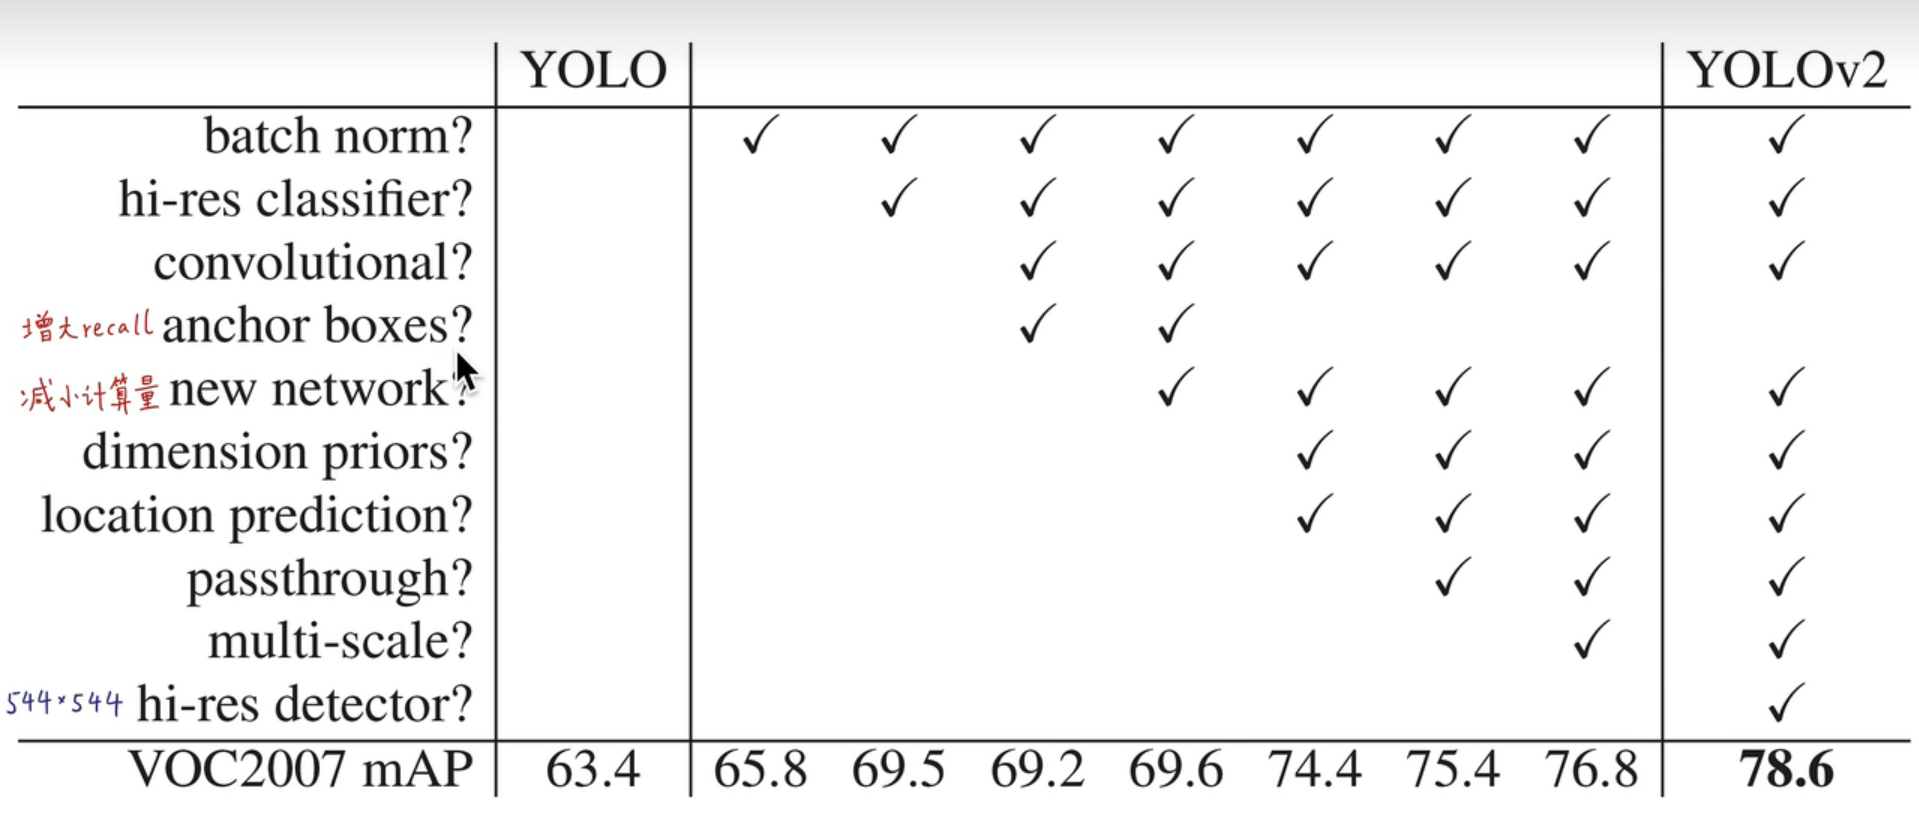 YOLO YOLOv2
batch norm? ✓ ✓ ✓ ✓ ✓ ✓ ✓ ✓
hi-res classifier? ✓ ✓ ✓ ✓ ✓ ✓ ✓
convolutional? ✓ ✓ ✓ ✓ ✓ ✓
增大recall anchor boxes? ✓ ✓
减小计算量 new network? ✓ ✓ ✓ ✓ ✓
dimension priors? ✓ ✓ ✓ ✓
location prediction? ✓ ✓ ✓ ✓
passthrough? ✓ ✓ ✓
multi-scale? ✓ ✓
544×544 hi-res detector? ✓
VOC2007 mAP 63.4 65.8 69.5 69.2 69.6 74.4 75.4 76.8 78.6